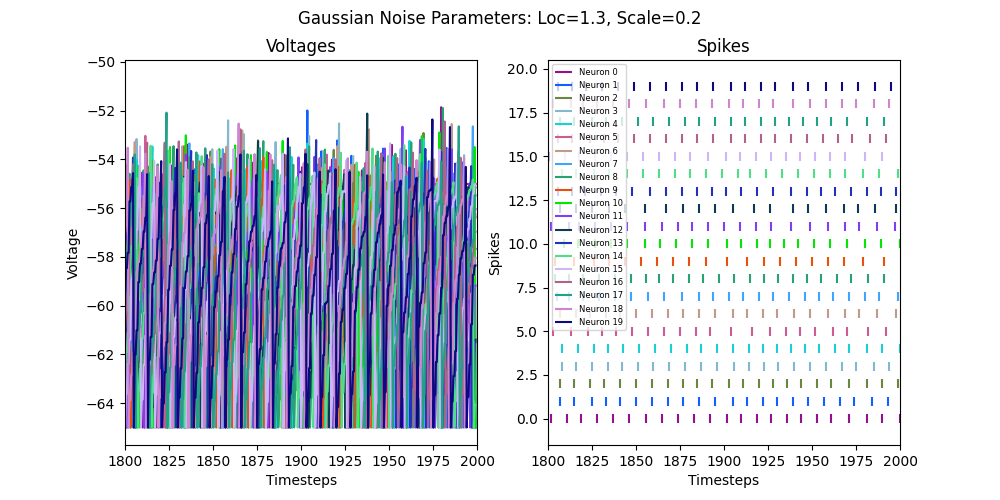 Gaussian Noise Parameters: Loc=1.3, Scale=0.2
Voltages
−50
−52
−54
−56
−58
−60
−62
−64
Voltage
1800 1825 1850 1875 1900 1925 1950 1975 2000
Timesteps
Spikes
20.0
17.5
15.0
12.5
10.0
7.5
5.0
2.5
0.0
Spikes
Neuron 0
Neuron 1
Neuron 2
Neuron 3
Neuron 4
Neuron 5
Neuron 6
Neuron 7
Neuron 8
Neuron 9
Neuron 10
Neuron 11
Neuron 12
Neuron 13
Neuron 14
Neuron 15
Neuron 16
Neuron 17
Neuron 18
Neuron 19
1800 1825 1850 1875 1900 1925 1950 1975 2000
Timesteps